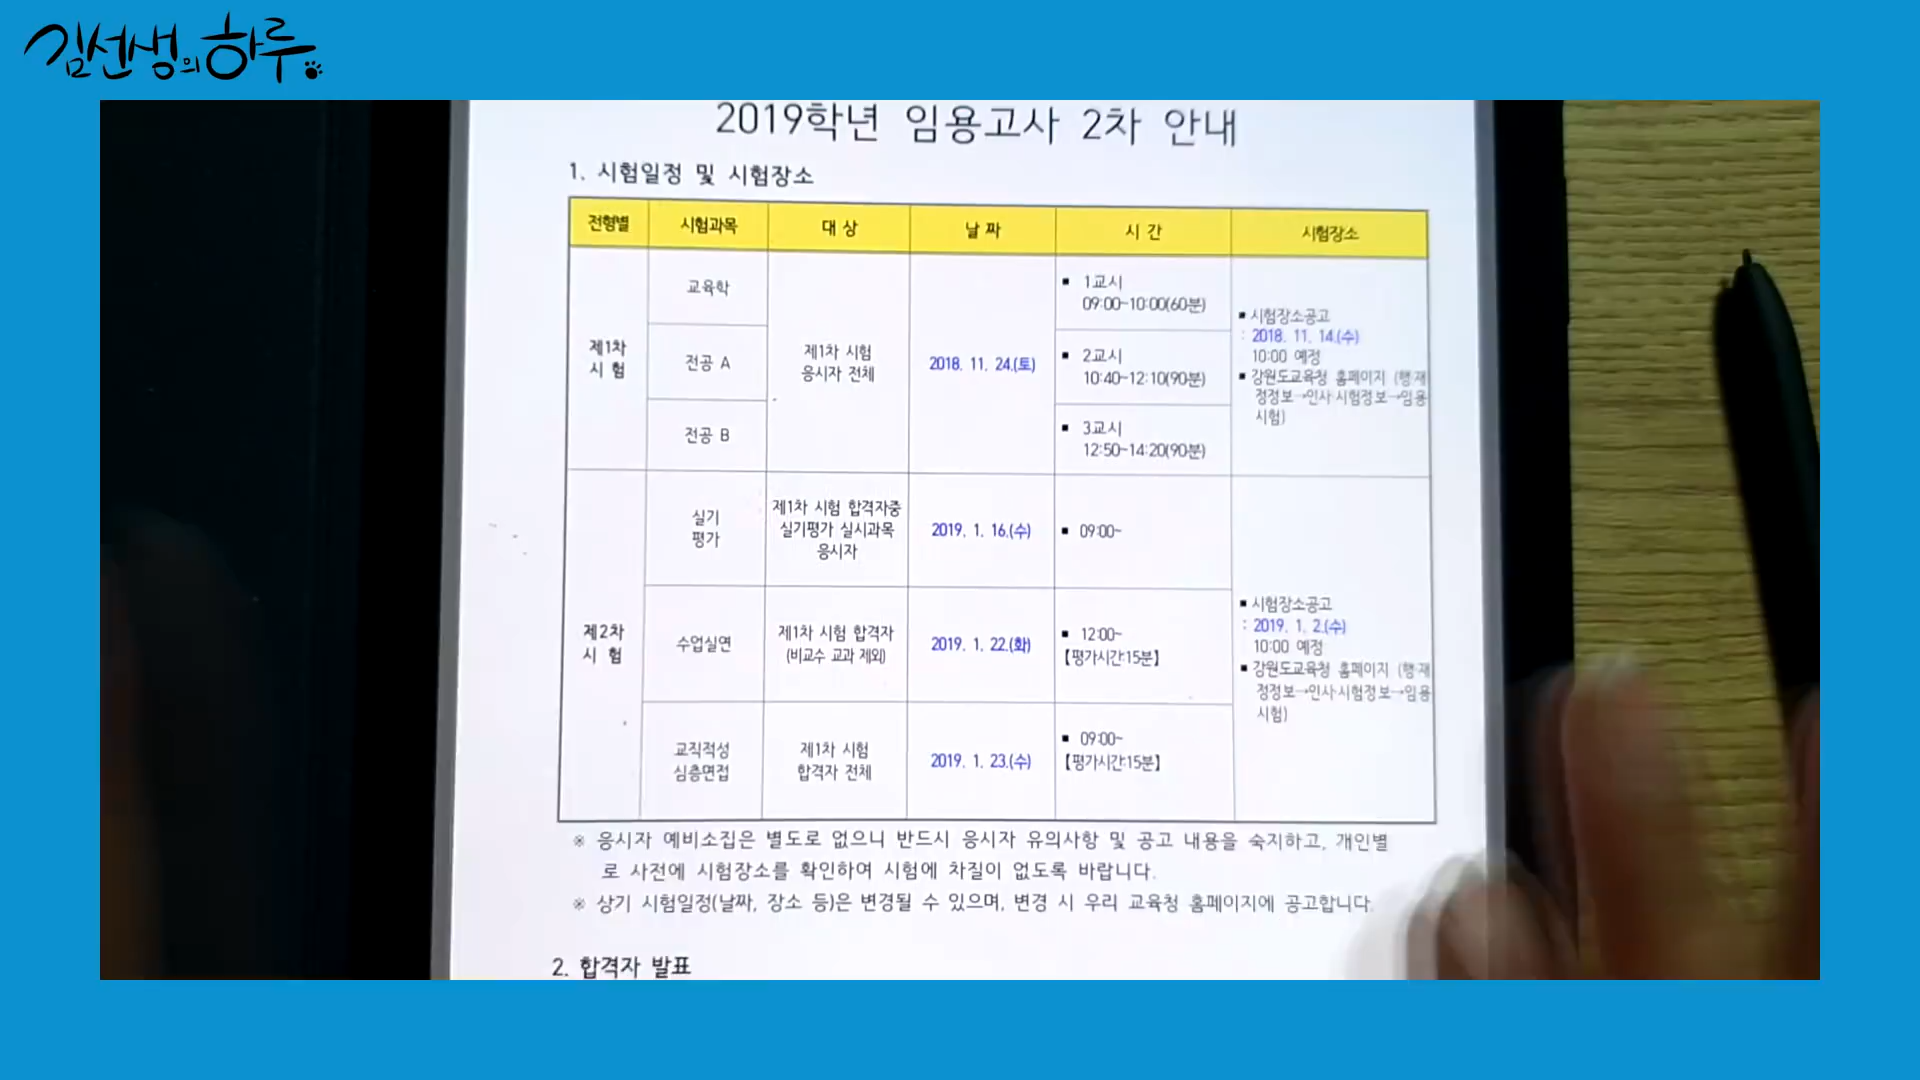 김선생의하루
2019학년 임용고사 2차 안내
1. 시험일정 및 시험장소
전형별 시험과목 대 상 날 짜 시 간 시험장소
제1차
시 험
교육학
전공 A
전공 B
제1차 시험
응시자 전체
2018. 11. 24.(토)
▪ 1교시
09:00~10:00(60분)
▪ 2교시
10:40~12:10(90분)
▪ 3교시
12:50~14:20(90분)
▪ 시험장소공고
: 2018. 11. 14.(수)
10:00 예정
▪ 강원도교육청 홈페이지 (행·재
정정보→인사·시험정보→임용
시험)
제2차
시 험
실기
평가
제1차 시험 합격자중
실기평가 실시과목
응시자
2019. 1. 16.(수)
▪ 09:00~
수업실연
제1차 시험 합격자
(비교수 교과 제외)
2019. 1. 22.(화)
▪ 12:00~
【평가시간:15분】
교직적성
심층면접
제1차 시험
합격자 전체
2019. 1. 23.(수)
▪ 09:00~
【평가시간:15분】
▪ 시험장소공고
: 2019. 1. 2.(수)
10:00 예정
▪ 강원도교육청 홈페이지 (행·재
정정보→인사·시험정보→임용
시험)
※ 응시자 예비소집은 별도로 없으니 반드시 응시자 유의사항 및 공고 내용을 숙지하고, 개인별
로 사전에 시험장소를 확인하여 시험에 차질이 없도록 바랍니다.
※ 상기 시험일정(날짜, 장소 등)은 변경될 수 있으며, 변경 시 우리 교육청 홈페이지에 공고합니다.
2. 합격자 발표